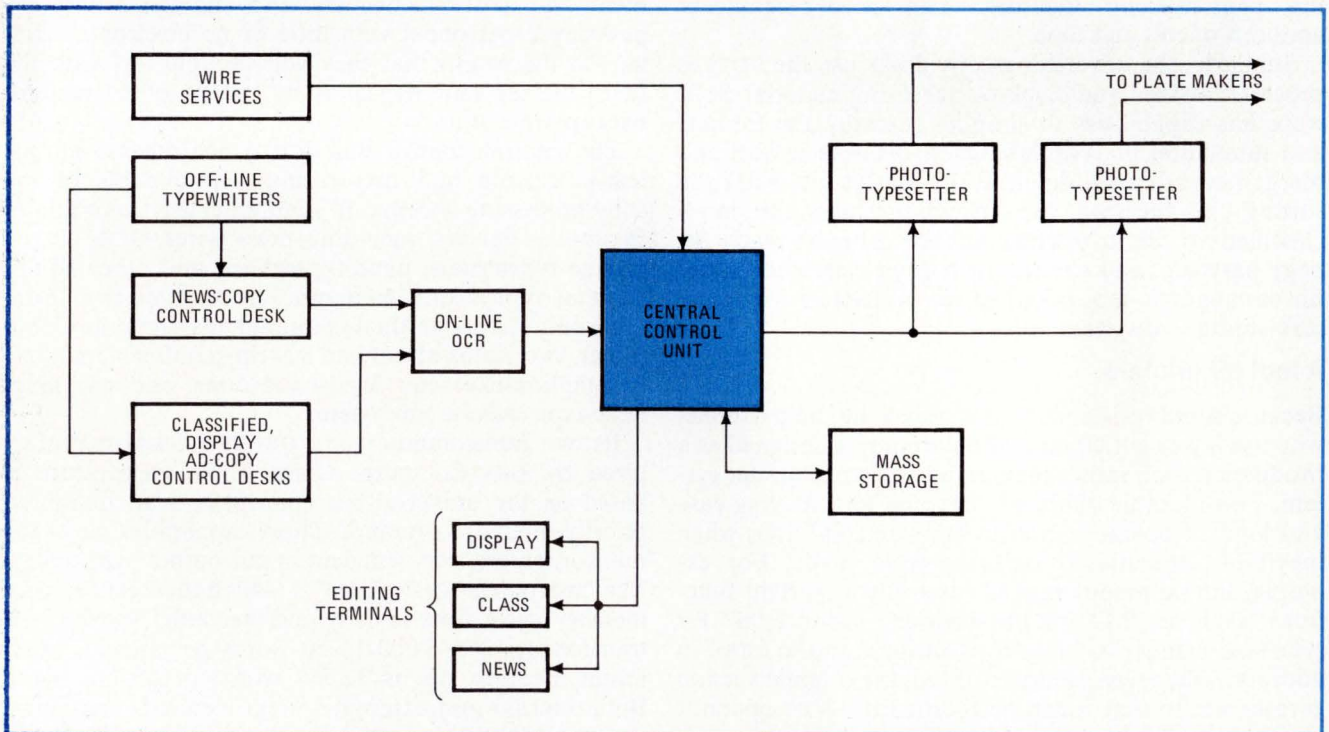 WIRE
SERVICES
TO PLATE MAKERS
OFF-LINE
TYPEWRITERS
PHOTO-
TYPESETTER
PHOTO-
TYPESETTER
NEWS-COPY
CONTROL DESK
ON-LINE
OCR
CENTRAL
CONTROL
UNIT
CLASSIFIED,
DISPLAY
AD-COPY
CONTROL DESKS
MASS
STORAGE
EDITING
TERMINALS
DISPLAY
CLASS
NEWS